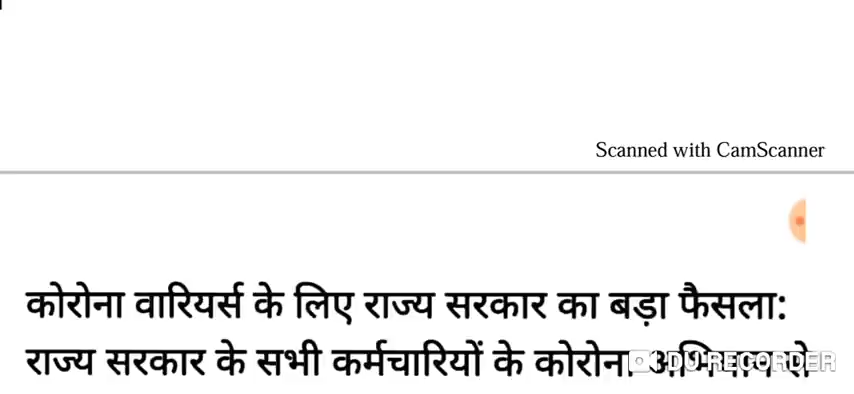 Scanned with CamScanner
कोरोना वारियर्स के लिए राज्य सरकार का बड़ा फैसला:
राज्य सरकार के सभी कर्मचारियों के कोरोना
DU RECORDER